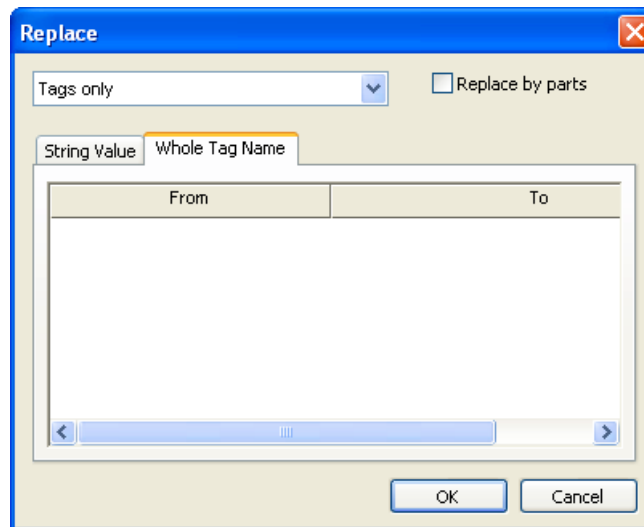 Replace
Tags only
Replace by parts
String Value
Whole Tag Name
From
To
OK
Cancel